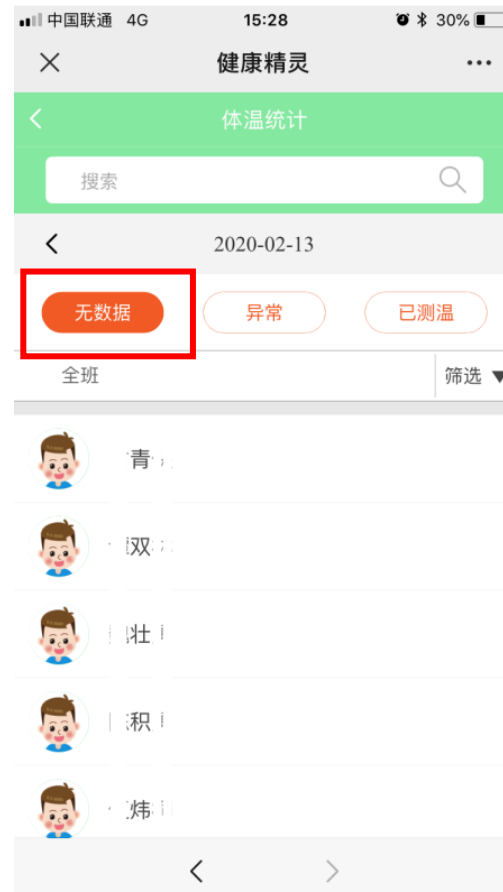 中国联通 4G 15:28 30%
健康精灵
体温统计
搜索
2020-02-13
无数据 异常 已测温
全班 筛选
青
双
壮
积
炜